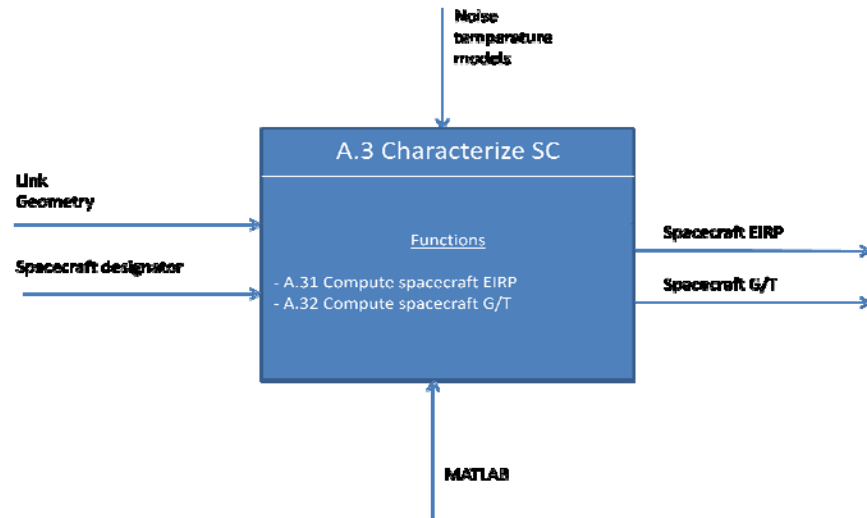 Noise
temperature
models
A.3 Characterize SC
Link
Geometry
Functions
Spacecraft EIRP
Spacecraft designator
- A.31 Compute spacecraft EIRP
- A.32 Compute spacecraft G/T
Spacecraft G/T
MATLAB